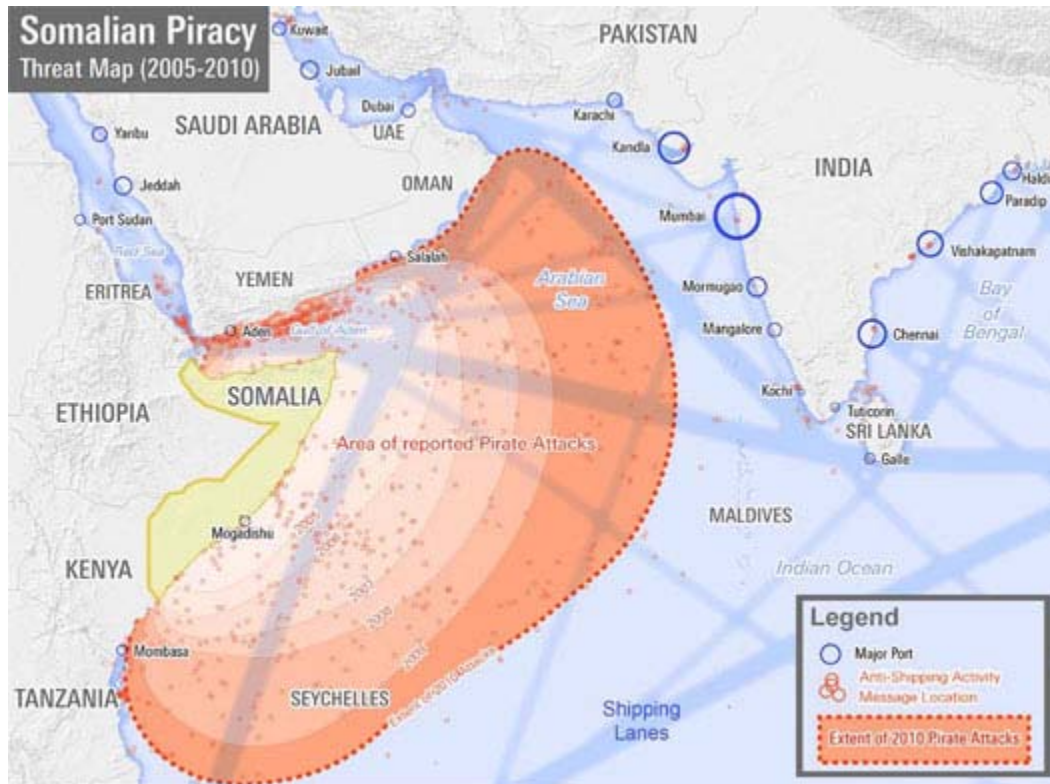 Somalian Piracy
Threat Map (2005-2010)
Kuwait
PAKISTAN
Jubail
Dubai
Karachi
UAE
SAUDI ARABIA
Yanbu
Kandla
INDIA
Jeddah
OMAN
Paradip
Port Sudan
Mumbai
Red Sea
Salalah
Vishakapatnam
YEMEN
Arabian
Sea
ERITREA
Mormugao
Bay
of
Bengal
Aden
Gulf of Aden
Mangalore
Chennai
SOMALIA
Kochi
ETHIOPIA
Tuticorin
SRI LANKA
Area of reported Pirate Attacks
Galle
MALDIVES
Mogadishu
KENYA
Indian Ocean
2007
2008
Mombasa
TANZANIA
SEYCHELLES
Shipping
Lanes
Legend
Major Port
Anti-Shipping Activity
Message Location
Extent of 2010 Pirate Attacks